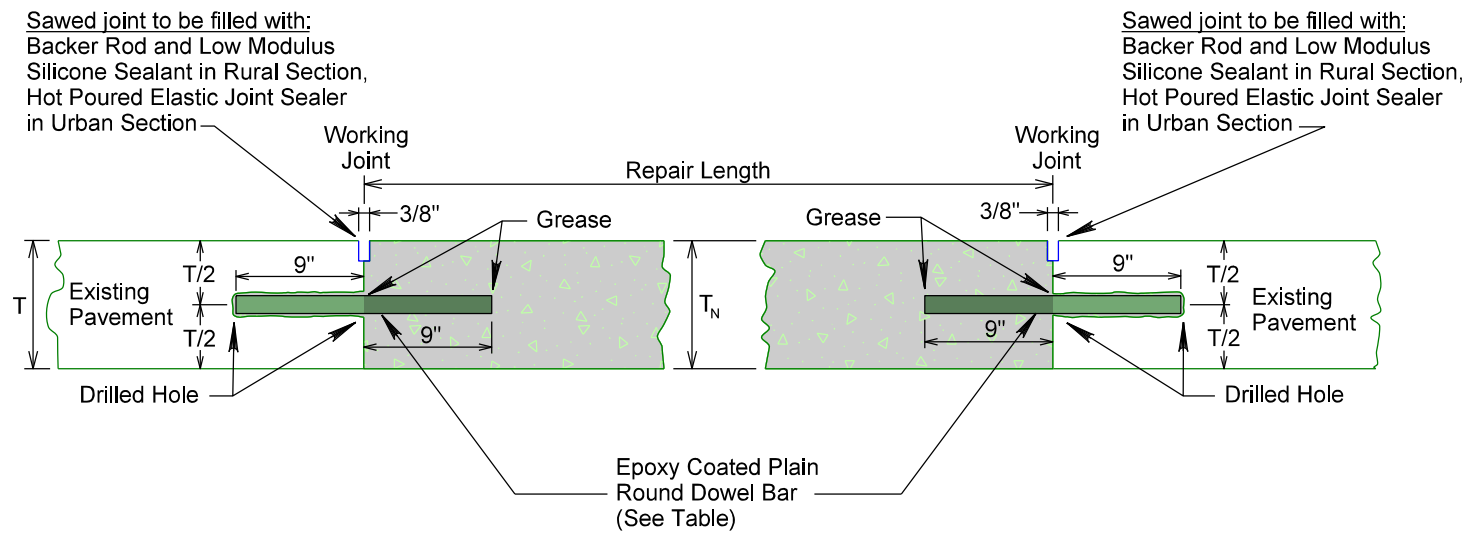 Sawed joint to be filled with:
Backer Rod and Low Modulus
Silicone Sealant in Rural Section,
Hot Poured Elastic Joint Sealer
in Urban Section
Sawed joint to be filled with:
Backer Rod and Low Modulus
Silicone Sealant in Rural Section,
Hot Poured Elastic Joint Sealer
in Urban Section
Working
Joint
Working
Joint
Repair Length
3/8"
Grease
Grease
3/8"
T
Existing
Pavement
T/2
T/2
9"
9"
TN
9"
9"
T/2
T/2
Existing
Pavement
Drilled Hole
Drilled Hole
Epoxy Coated Plain
Round Dowel Bar
(See Table)